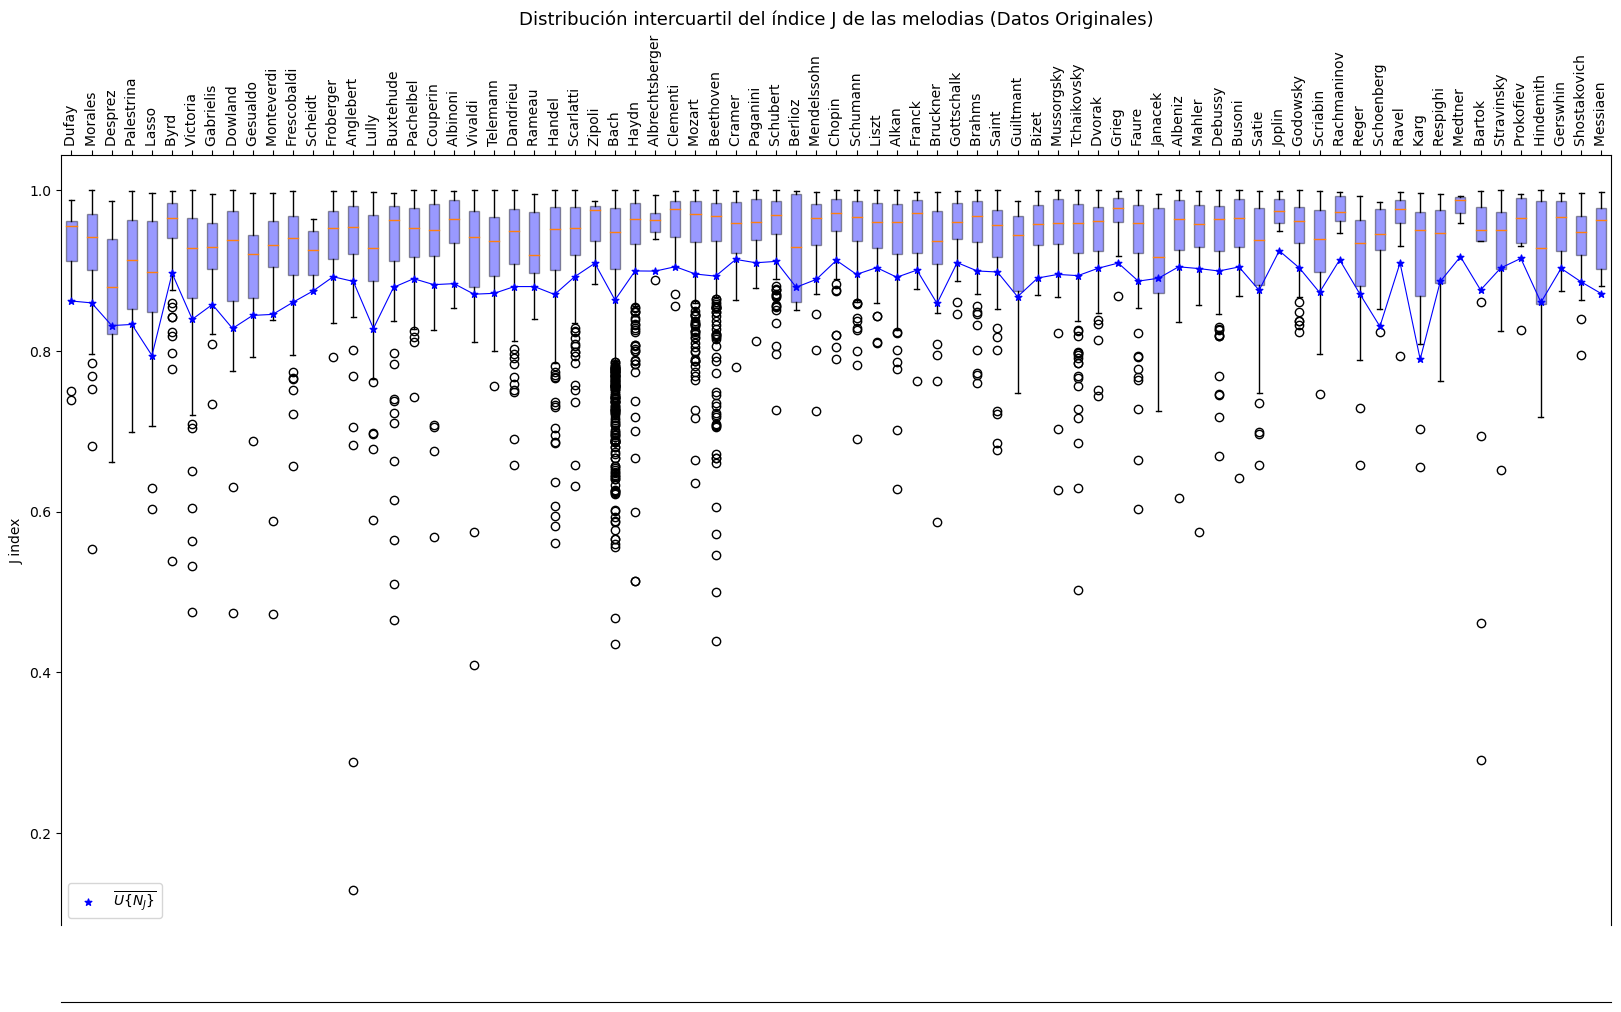 Distribución intercuartil del índice J de las melodias (Datos Originales)
Dufay
Morales
Desprez
Palestrina
Lasso
Byrd
Victoria
Gabrielis
Dowland
Gesualdo
Monteverdi
Frescobaldi
Scheidt
Froberger
Anglebert
Lully
Buxtehude
Pachelbel
Couperin
Albinoni
Vivaldi
Telemann
Dandrieu
Rameau
Handel
Scarlatti
Zipoli
Bach
Haydn
Albrechtsberger
Clementi
Mozart
Beethoven
Cramer
Paganini
Schubert
Berlioz
Mendelssohn
Chopin
Schumann
Liszt
Alkan
Franck
Bruckner
Gottschalk
Brahms
Saint
Guiltmant
Bizet
Mussorgsky
Tchaikovsky
Dvorak
Grieg
Faure
Janacek
Albeniz
Mahler
Debussy
Busoni
Satie
Joplin
Godowsky
Scriabin
Rachmaninov
Reger
Schoenberg
Ravel
Karg
Respighi
Medtner
Bartok
Stravinsky
Prokofiev
Hindemith
Gerswhin
Shostakovich
Messiaen
1.0
0.8
0.6
0.4
0.2
J index
$\overline{U\{N_J\}}$